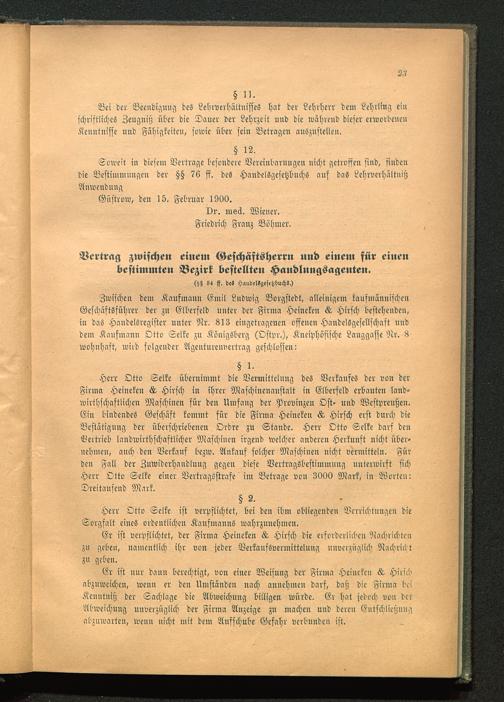 23
§ 11.
Bei der Beendigung des Lehrverhältnisses hat der Lehrherr dem Lehrling ein
schriftliches Zeugniß über die Dauer der Lehrzeit und die während dieser erworbenen
Kenntnisse und Fähigkeiten, sowie über sein Betragen auszustellen.
§ 12.
Soweit in diesem Vertrage besondere Vereinbarungen nicht getroffen sind, finden
die Bestimmungen der §§ 76 ff. des Handelsgesetzbuchs auf das Lehrverhältniß
Anwendung
Güstrow, den 15. Februar 1900.
Dr. med. Wiener.
Friedrich Franz Böhmer.
Vertrag zwischen einem Geschäftsherrn und einem für einen
bestimmten Bezirk bestellten Handlungsagenten.
(§§ 84 ff. des Handelsgesetzbuchs.)
Zwischen dem Kaufmann Emil Ludwig Borgstedt, alleinigem kaufmännischen
Geschäftsführer der zu Elberfeld unter der Firma Heineken & Hirsch bestehenden,
in das Handelsregister unter Nr. 813 eingetragenen offenen Handelsgesellschaft und
dem Kaufmann Otto Selke zu Königsberg (Ostpr.), Kneiphöfische Langgasse Nr. 8
wohnhaft, wird folgender Agenturenvertrag geschlossen:
§ 1.
Herr Otto Selke übernimmt die Vermittelung des Verkaufes der von der
Firma Heineken & Hirsch in ihrer Maschinenanstalt in Elberfeld erbauten land-
wirthschaftlichen Maschinen für den Umfang der Provinzen Ost- und Westpreußen.
Ein bindendes Geschäft kommt für die Firma Heineken & Hirsch erst durch die
Bestätigung der überschriebenen Ordre zu Stande. Herr Otto Selke darf den
Vertrieb landwirthschaftlicher Maschinen irgend welcher anderen Herkunft nicht über-
nehmen, auch den Verkauf bezw. Ankauf solcher Maschinen nicht vermitteln. Für
den Fall der Zuwiderhandlung gegen diese Vertragsbestimmung unterwirft sich
Herr Otto Selke einer Vertragsstrafe im Betrage von 3000 Mark, in Worten:
Dreitausend Mark.
§ 2.
Herr Otto Selke ist verpflichtet, bei den ihm obliegenden Verrichtungen die
Sorgfalt eines ordentlichen Kaufmanns wahrzunehmen.
Er ist verpflichtet, der Firma Heineken & Hirsch die erforderlichen Nachrichten
zu geben, namentlich ihr von jeder Verkaufsvermittelung unverzüglich Nachricht
zu geben.
Er ist nur dann berechtigt, von einer Weisung der Firma Heineken & Hirsch
abzuweichen, wenn er den Umständen nach annehmen darf, daß die Firma bei
Kenntniß der Sachlage die Abweichung billigen würde. Er hat jedoch von der
Abweichung unverzüglich der Firma Anzeige zu machen und deren Entschließung
abzuwarten, wenn nicht mit dem Aufschube Gefahr verbunden ist.